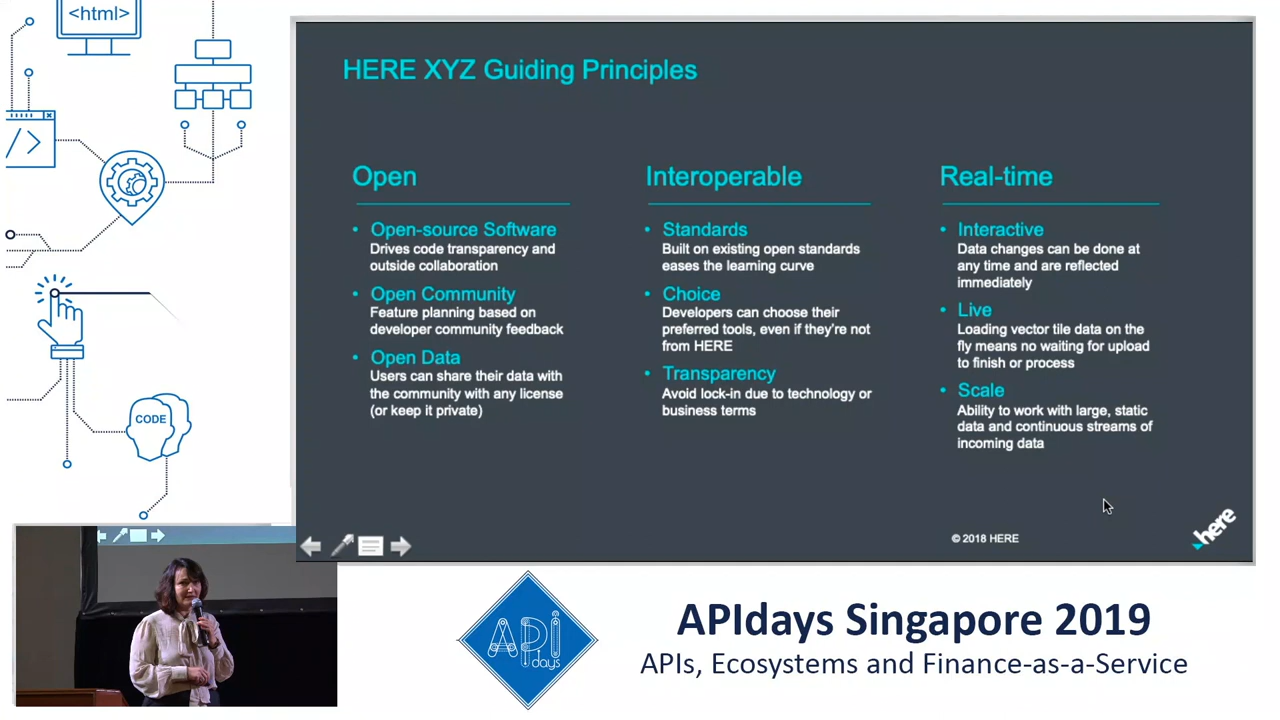 <html>
HERE XYZ Guiding Principles
Open
• Open-source Software
Drives code transparency and
outside collaboration
• Open Community
Feature planning based on
developer community feedback
• Open Data
Users can share their data with
the community with any license
(or keep it private)
Interoperable
• Standards
Built on existing open standards
eases the learning curve
• Choice
Developers can choose their
preferred tools, even if they're not
from HERE
• Transparency
Avoid lock-in due to technology or
business terms
Real-time
• Interactive
Data changes can be done at
any time and are reflected
immediately
• Live
Loading vector tile data on the
fly means no waiting for upload
to finish or process
• Scale
Ability to work with large, static
data and continuous streams of
incoming data
© 2018 HERE
here
</>
CODE
API
days
APIdays Singapore 2019
APIs, Ecosystems and Finance-as-a-Service